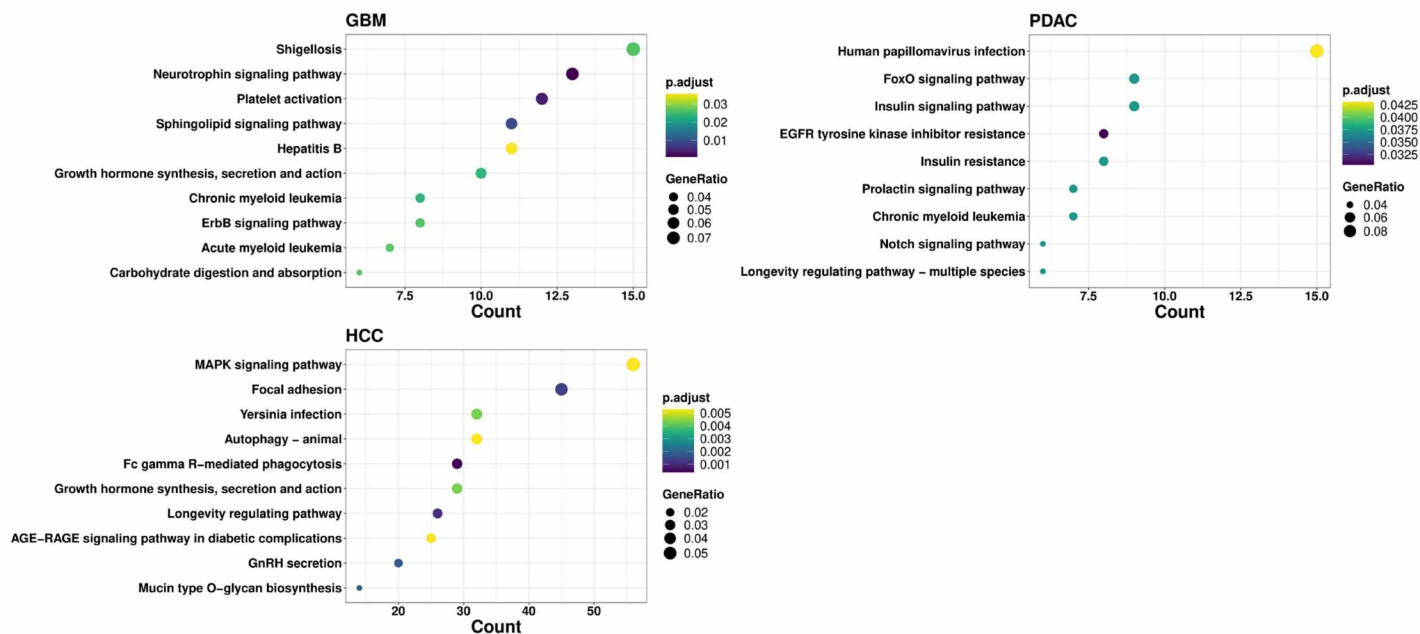 GBM
Shigellosis
Neurotrophin signaling pathway
Platelet activation
Sphingolipid signaling pathway
Hepatitis B
Growth hormone synthesis, secretion and action
Chronic myeloid leukemia
ErbB signaling pathway
Acute myeloid leukemia
Carbohydrate digestion and absorption
7.5 10.0 12.5 15.0
Count
p.adjust
0.03
0.02
0.01
GeneRatio
0.04
0.05
0.06
0.07
PDAC
Human papillomavirus infection
FoxO signaling pathway
Insulin signaling pathway
EGFR tyrosine kinase inhibitor resistance
Insulin resistance
Prolactin signaling pathway
Chronic myeloid leukemia
Notch signaling pathway
Longevity regulating pathway − multiple species
7.5 10.0 12.5 15.0
Count
p.adjust
0.0425
0.0400
0.0375
0.0350
0.0325
GeneRatio
0.04
0.06
0.08
HCC
MAPK signaling pathway
Focal adhesion
Yersinia infection
Autophagy − animal
Fc gamma R−mediated phagocytosis
Growth hormone synthesis, secretion and action
Longevity regulating pathway
AGE−RAGE signaling pathway in diabetic complications
GnRH secretion
Mucin type O−glycan biosynthesis
20 30 40 50
Count
p.adjust
0.005
0.004
0.003
0.002
0.001
GeneRatio
0.02
0.03
0.04
0.05